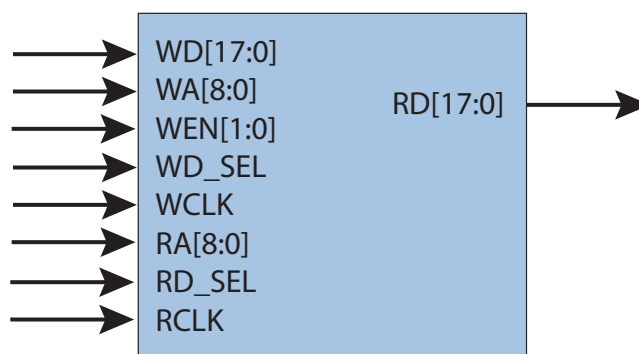 WD[17:0]
WA[8:0]
RD[17:0]
WEN[1:0]
WD_SEL
WCLK
RA[8:0]
RD_SEL
RCLK